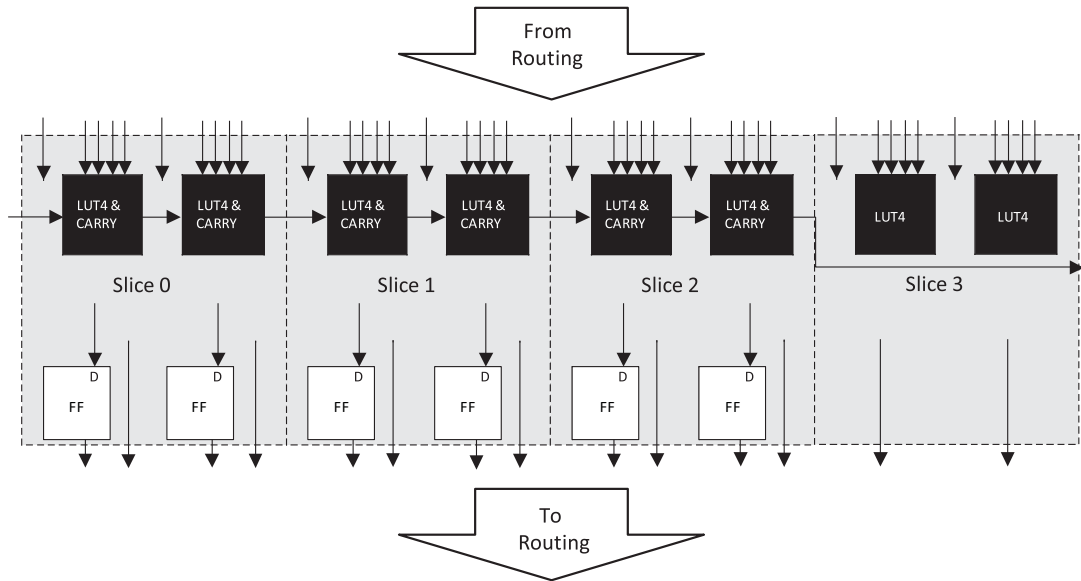 From
Routing
LUT4 &
CARRY
LUT4 &
CARRY
LUT4 &
CARRY
LUT4 &
CARRY
LUT4 &
CARRY
LUT4 &
CARRY
LUT4
LUT4
Slice 0
Slice 1
Slice 2
Slice 3
D
FF
D
FF
D
FF
D
FF
D
FF
D
FF
To
Routing